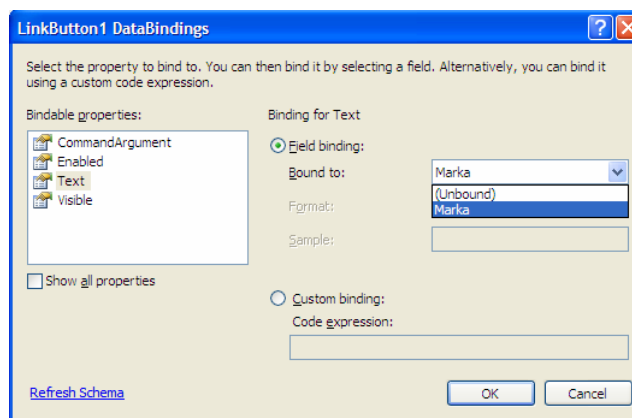 LinkButton1 DataBindings
Select the property to bind to. You can then bind it by selecting a field. Alternatively, you can bind it
using a custom code expression.
Bindable properties:
CommandArgument
Enabled
Text
Visible
Show all properties
Binding for Text
Field binding:
Bound to:
Marka
(Unbound)
Marka
Format:
Sample:
Custom binding:
Code expression:
Refresh Schema
OK
Cancel